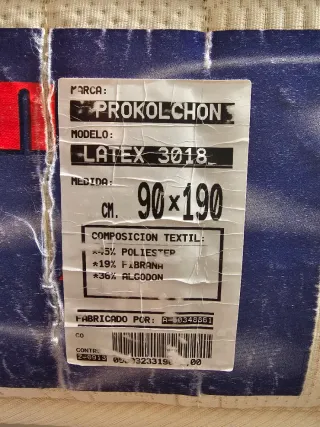 MARCA:
PROKOLCHON
MODELO:
LATEX 3018
MEDIDA:
CM. 90x190
COMPOSICION TEXTIL:
*45% POLIESTER
*19% FIBRANA
*36% ALGODON
FABRICADO POR: